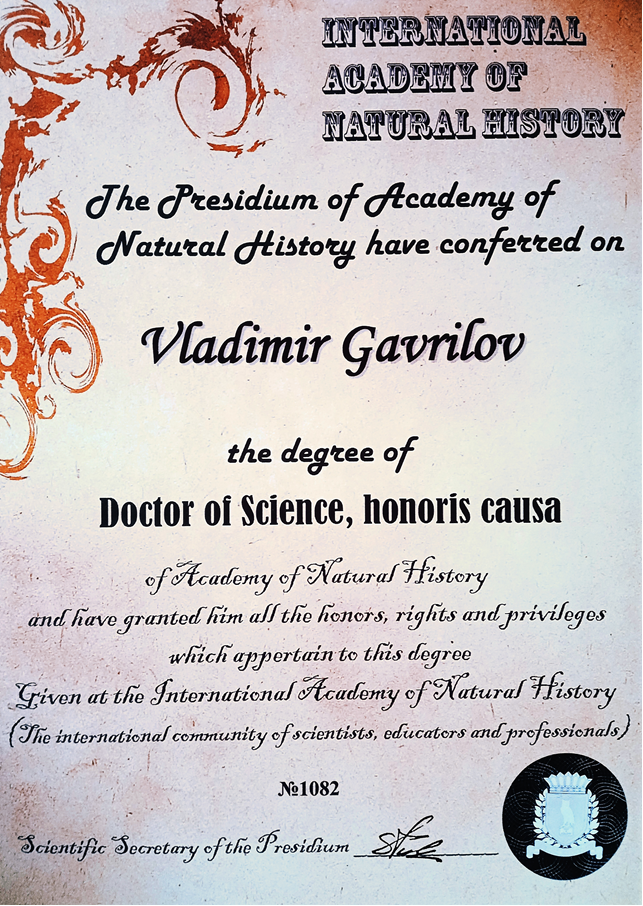 INTERNATIONAL
ACADEMY OF
NATURAL HISTORY
The Presidium of Academy of
Natural History have conferred on
Vladimir Gavrilov
the degree of
Doctor of Science, honoris causa
of Academy of Natural History
and have granted him all the honors, rights and privileges
which appertain to this degree
Given at the International Academy of Natural History
(The international community of scientists, educators and professionals)
№1082
Scientific Secretary of the Presidium